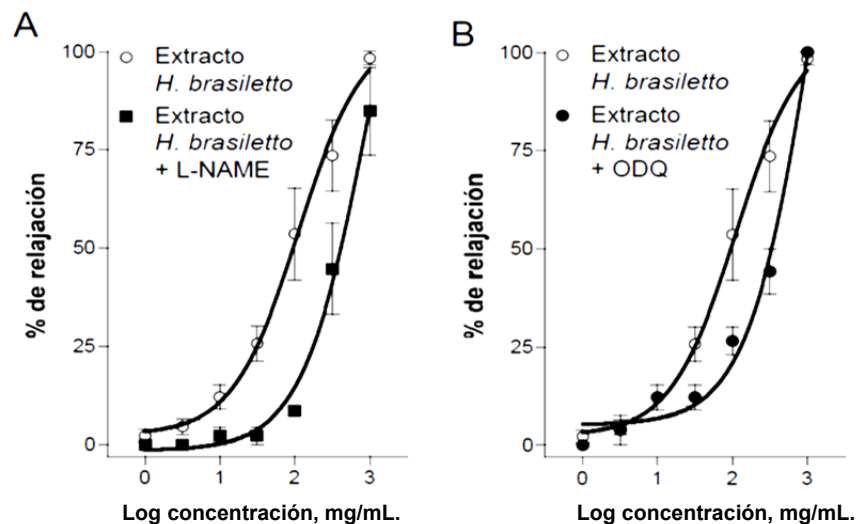 A
Extracto
H. brasiletto
Extracto
H. brasiletto
+ L-NAME
100
75
50
25
0
% de relajación
0
1
2
3
Log concentración, mg/mL.
B
Extracto
H. brasiletto
Extracto
H. brasiletto
+ ODQ
100
75
50
25
0
% de relajación
0
1
2
3
Log concentración, mg/mL.